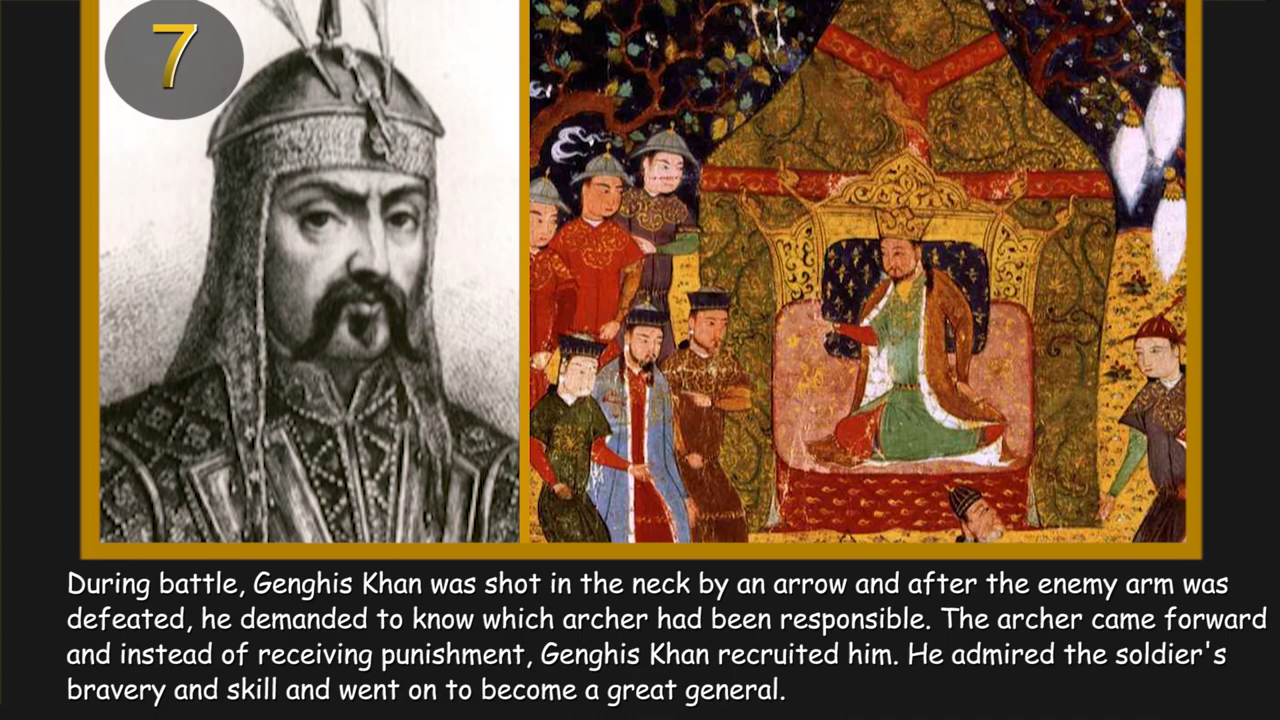 7
During battle, Genghis Khan was shot in the neck by an arrow and after the enemy arm was
defeated, he demanded to know which archer had been responsible. The archer came forward
and instead of receiving punishment, Genghis Khan recruited him. He admired the soldier's
bravery and skill and went on to become a great general.